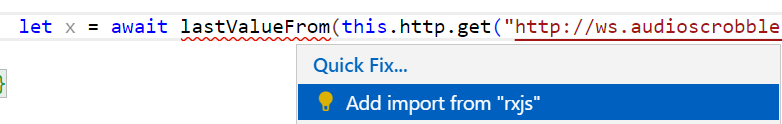 let x = await lastValueFrom(this.http.get("http://ws.audioscrobble
}
Quick Fix...
Add import from "rxjs"